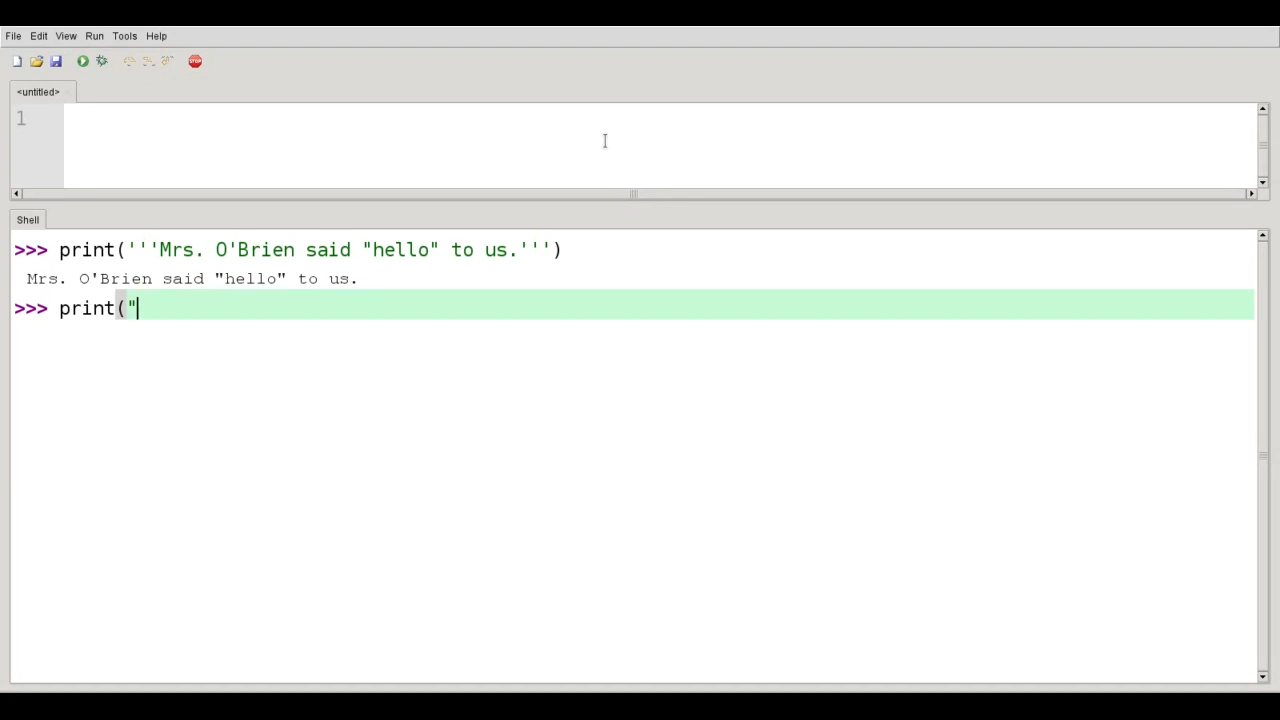 File Edit View Run Tools Help
STOP
<untitled>
1
Shell
>>> print('''Mrs. O'Brien said "hello" to us.''')
Mrs. O'Brien said "hello" to us.
>>> print("